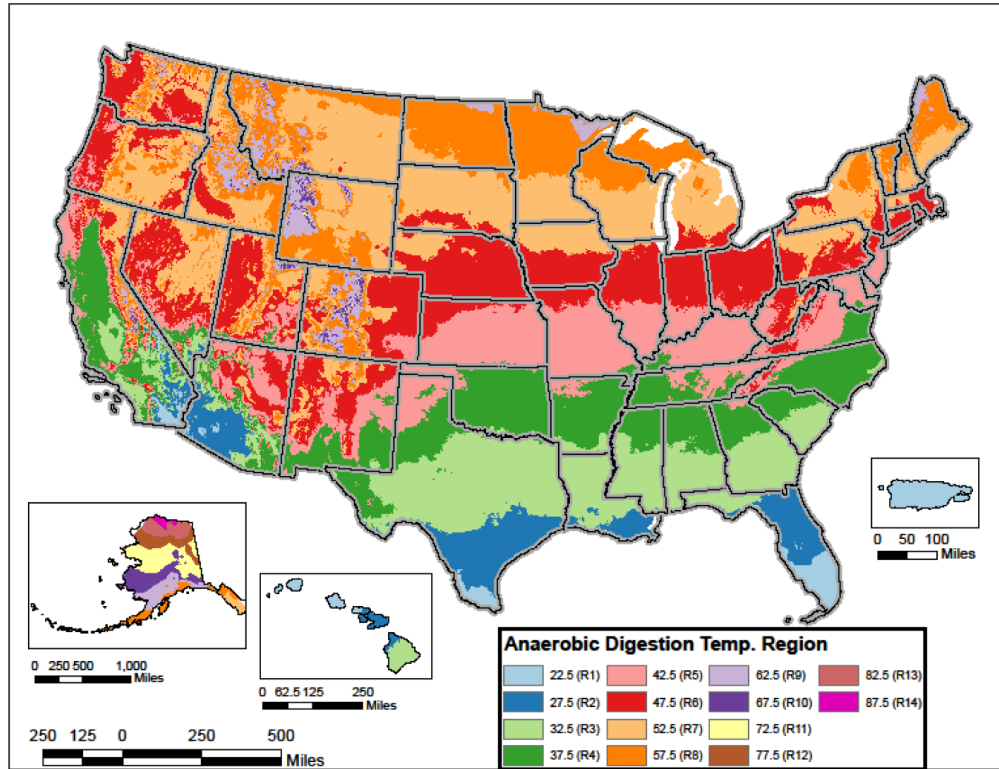 0 50 100
Miles
0 250 500 1,000
Miles
0 62.5 125 250
Miles
250 125 0 250 500
Miles
Anaerobic Digestion Temp. Region
22.5 (R1) 42.5 (R5) 62.5 (R9) 82.5 (R13)
27.5 (R2) 47.5 (R6) 67.5 (R10) 87.5 (R14)
32.5 (R3) 52.5 (R7) 72.5 (R11)
37.5 (R4) 57.5 (R8) 77.5 (R12)